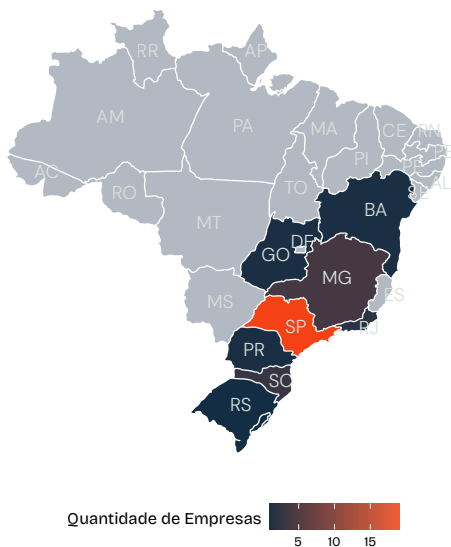 RR
AP
AM
PA
MA
CE
RN
PB
PI
PE
AC
AL
SE
TO
RO
BA
MT
DF
GO
MG
MS
ES
SP
RJ
PR
SC
RS
Quantidade de Empresas
5
10
15